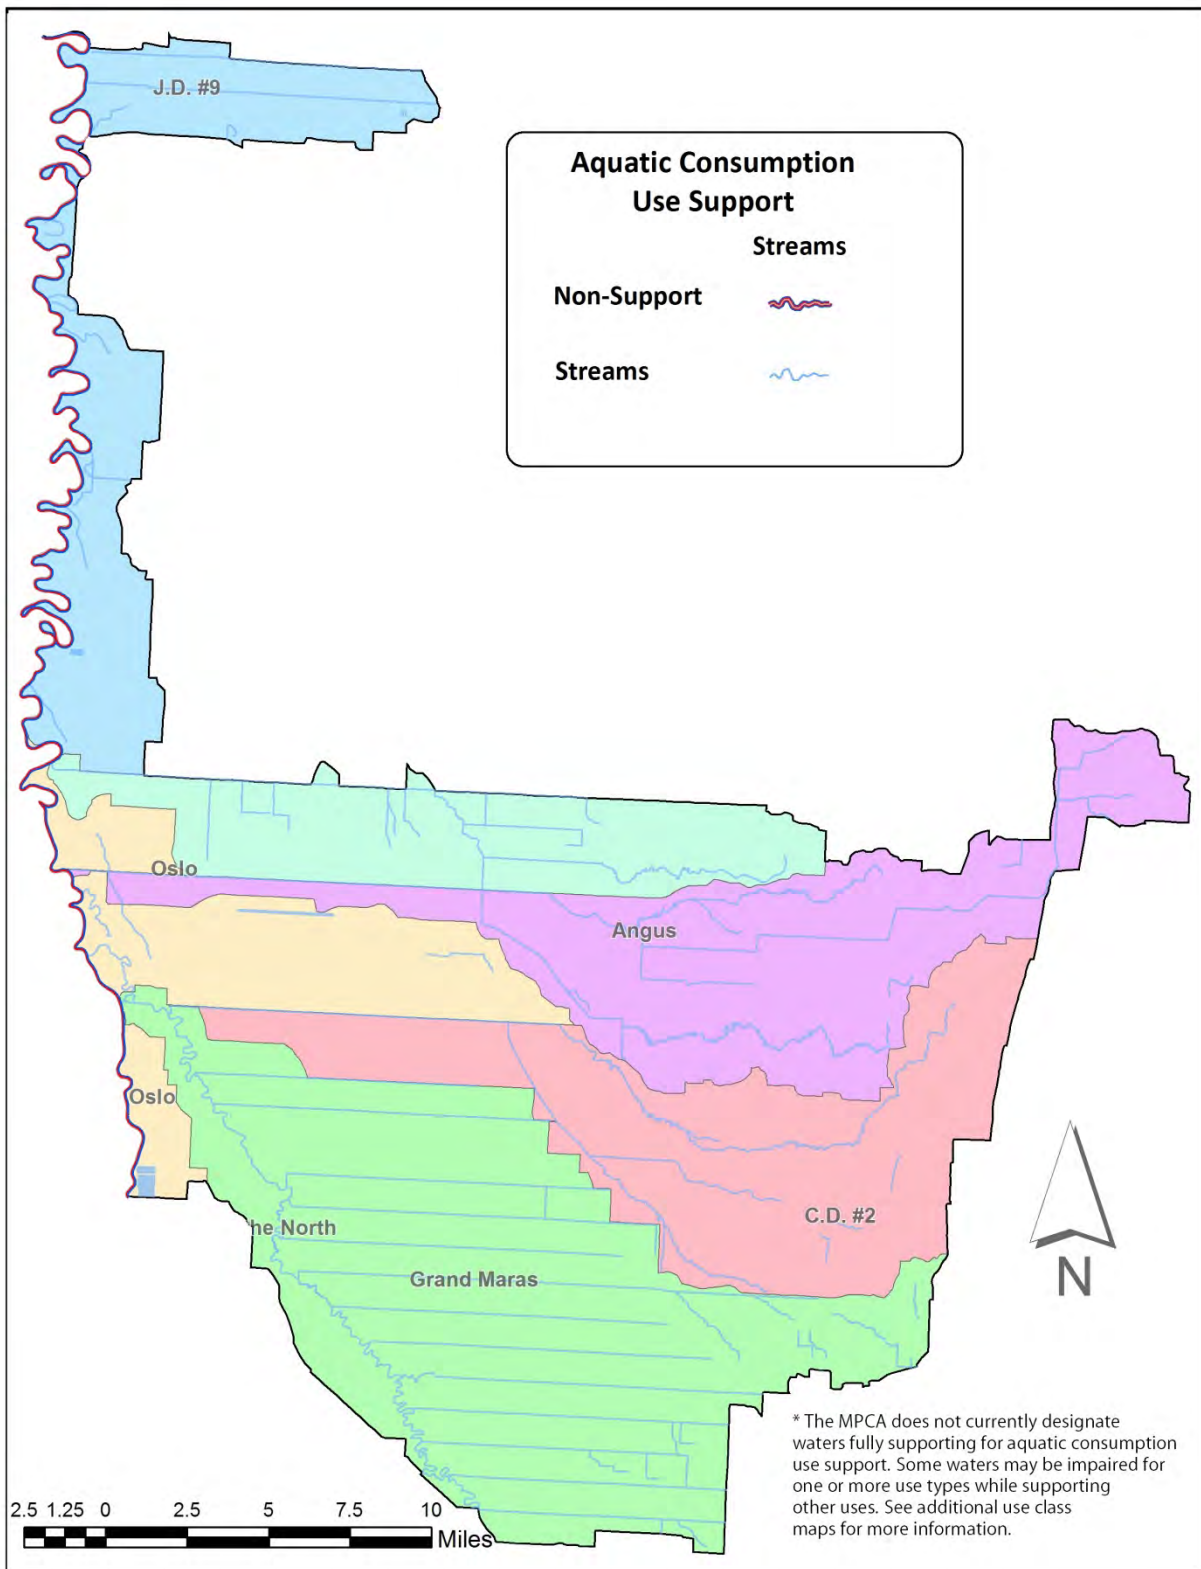 J.D. #9
Aquatic Consumption
Use Support
Streams
Non-Support
Streams
Oslo
Angus
Oslo
C.D. #2
he North
Grand Maras
N
* The MPCA does not currently designate
waters fully supporting for aquatic consumption
use support. Some waters may be impaired for
one or more use types while supporting
other uses. See additional use class
maps for more information.
2.5 1.25 0 2.5 5 7.5 10
Miles